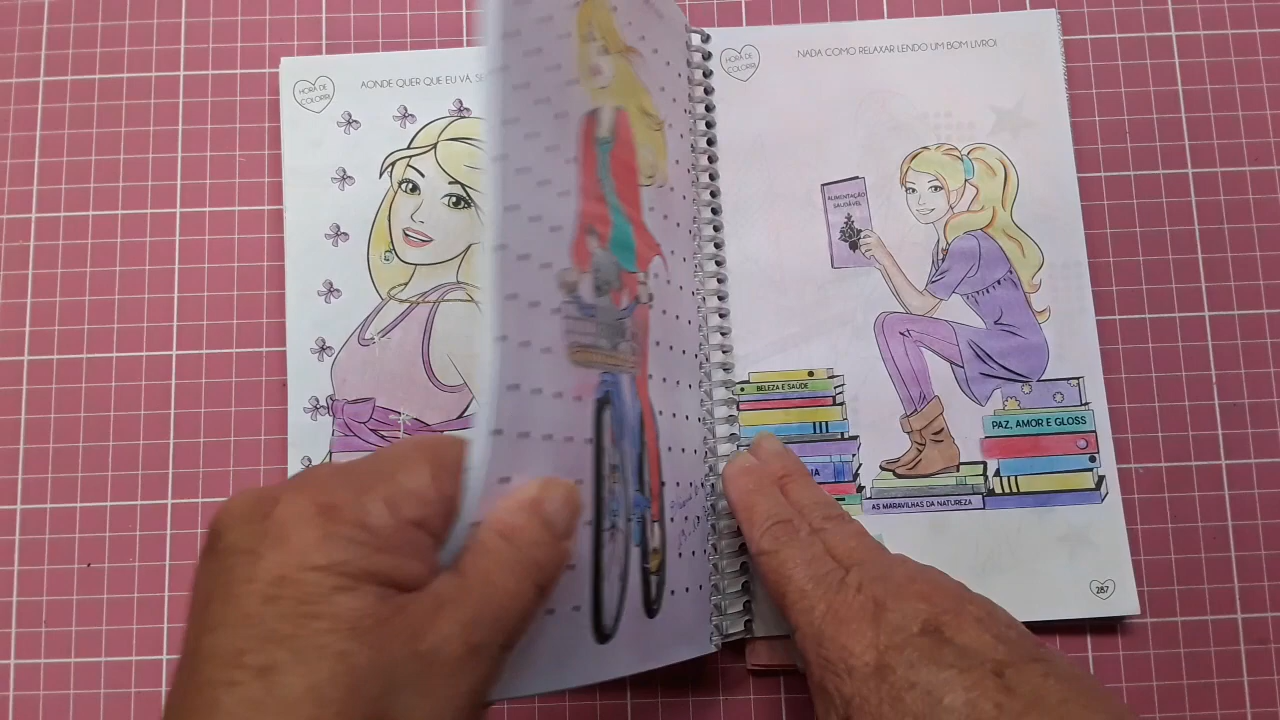 HORA DE
COLORIR
AONDE QUER QUE EU VÁ, SE
HORA DE
COLORIR
NADA COMO RELAXAR LENDO UM BOM LIVRO!
ALIMENTAÇÃO
SAUDÁVEL
BELEZA E SAÚDE
PAZ, AMOR E GLOSS
AS MARAVILHAS DA NATUREZA
287